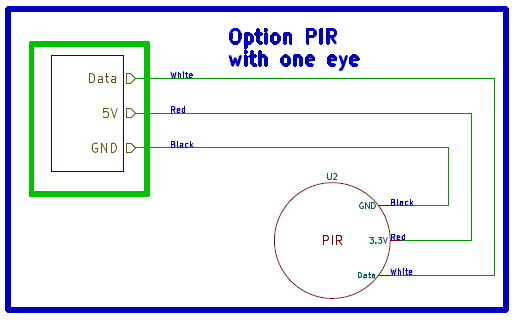 Option PIR
with one eye
Data White
5V Red
GND Black
U2
GND Black
PIR 3.3V Red
Data White